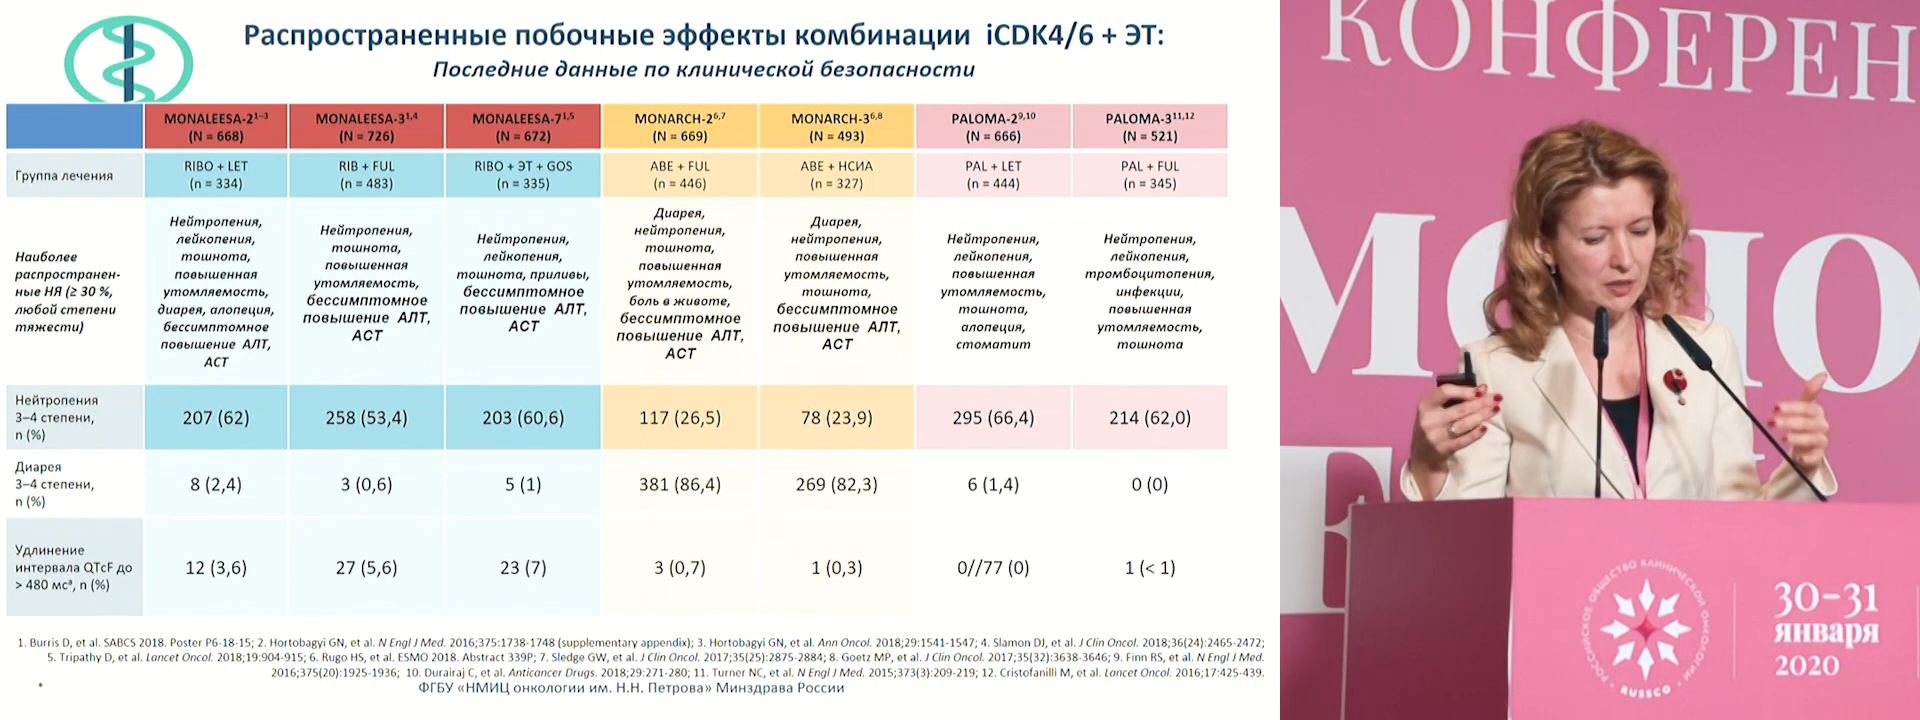 Распространенные побочные эффекты комбинации iCDK4/6 + ЭТ:
Последние данные по клинической безопасности
MONALEESA-2¹⁻³
(N = 668)
MONALEESA-3¹,⁴
(N = 726)
MONALEESA-7¹,⁵
(N = 672)
MONARCH-2⁶,⁷
(N = 669)
MONARCH-3⁶,⁸
(N = 493)
PALOMA-2⁹,¹⁰
(N = 666)
PALOMA-3¹¹,¹²
(N = 521)
Группа лечения
RIBO + LET
(n = 334)
RIB + FUL
(n = 483)
RIBO + ЭТ + GOS
(n = 335)
ABE + FUL
(n = 446)
ABE + НСИА
(n = 327)
PAL + LET
(n = 444)
PAL + FUL
(n = 345)
Наиболее
распространен-
ные НЯ (≥ 30 %,
любой степени
тяжести)
Нейтропения,
лейкопения,
тошнота,
повышенная
утомляемость,
диарея, алопеция,
бессимптомное
повышение АЛТ,
АСТ
Нейтропения,
тошнота,
повышенная
утомляемость,
бессимптомное
повышение АЛТ,
АСТ
Нейтропения,
лейкопения,
тошнота, приливы,
бессимптомное
повышение АЛТ,
АСТ
Диарея,
нейтропения,
тошнота,
повышенная
утомляемость,
боль в животе,
бессимптомное
повышение АЛТ,
АСТ
Диарея,
нейтропения,
повышенная
утомляемость,
тошнота,
бессимптомное
повышение АЛТ,
АСТ
Нейтропения,
лейкопения,
повышенная
утомляемость,
тошнота,
алопеция,
стоматит
Нейтропения,
лейкопения,
тромбоцитопения,
инфекции,
повышенная
утомляемость,
тошнота
Нейтропения
3–4 степени,
n (%)
207 (62)
258 (53,4)
203 (60,6)
117 (26,5)
78 (23,9)
295 (66,4)
214 (62,0)
Диарея
3–4 степени,
n (%)
8 (2,4)
3 (0,6)
5 (1)
381 (86,4)
269 (82,3)
6 (1,4)
0 (0)
Удлинение
интервала QTcF до
> 480 мсª, n (%)
12 (3,6)
27 (5,6)
23 (7)
3 (0,7)
1 (0,3)
0//77 (0)
1 (< 1)
1. Burris D, et al. SABCS 2018. Poster P6-18-15; 2. Hortobagyi GN, et al. N Engl J Med. 2016;375:1738-1748 (supplementary appendix); 3. Hortobagyi GN, et al. Ann Oncol. 2018;29:1541-1547; 4. Slamon DJ, et al. J Clin Oncol. 2018;36(24):2465-2472;
5. Tripathy D, et al. Lancet Oncol. 2018;19:904-915; 6. Rugo HS, et al. ESMO 2018. Abstract 339P; 7. Sledge GW, et al. J Clin Oncol. 2017;35(25):2875-2884; 8. Goetz MP, et al. J Clin Oncol. 2017;35(32):3638-3646; 9. Finn RS, et al. N Engl J Med.
2016;375(20):1925-1936; 10. Durairaj C, et al. Anticancer Drugs. 2018;29:271-280; 11. Turner NC, et al. N Engl J Med. 2015;373(3):209-219; 12. Cristofanilli M, et al. Lancet Oncol. 2016;17:425-439.
ФГБУ «НМИЦ онкологии им. Н.Н. Петрова» Минздрава России
КОНФЕРЕН
РОССИЙСКОЕ ОБЩЕСТВО КЛИНИЧЕСКОЙ ОНКОЛОГИИ
RUSSCO
30-31
января
2020